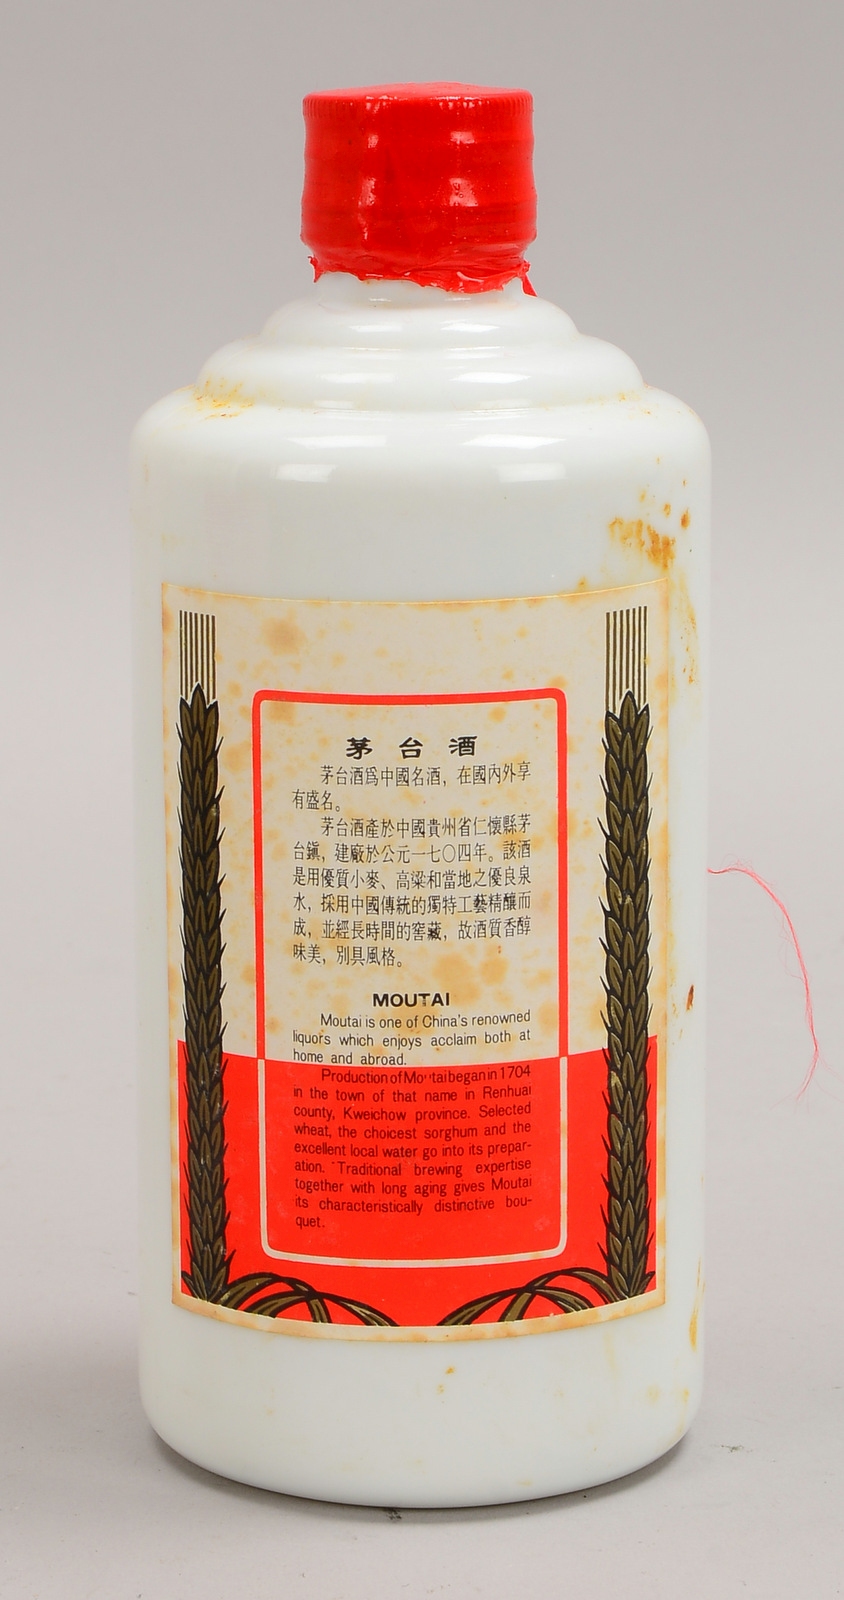 茅台酒
茅台酒爲中國名酒，在國內外享
有盛名。
茅台酒產於中國貴州省仁懷縣茅
台鎭，建廠於公元一七〇四年。該酒
是用優質小麥、高粱和當地之優良泉
水，採用中國傳統的獨特工藝精釀而
成，並經長時間的窖藏，故酒質香醇
味美，別具風格。
MOUTAI
Moutai is one of China's renowned
liquors which enjoys acclaim both at
home and abroad.
Production of Moutai began in 1704
in the town of that name in Renhuai
county, Kweichow province. Selected
wheat, the choicest sorghum and the
excellent local water go into its prepar-
ation. Traditional brewing expertise
together with long aging gives Moutai
its characteristically distinctive bou-
quet.